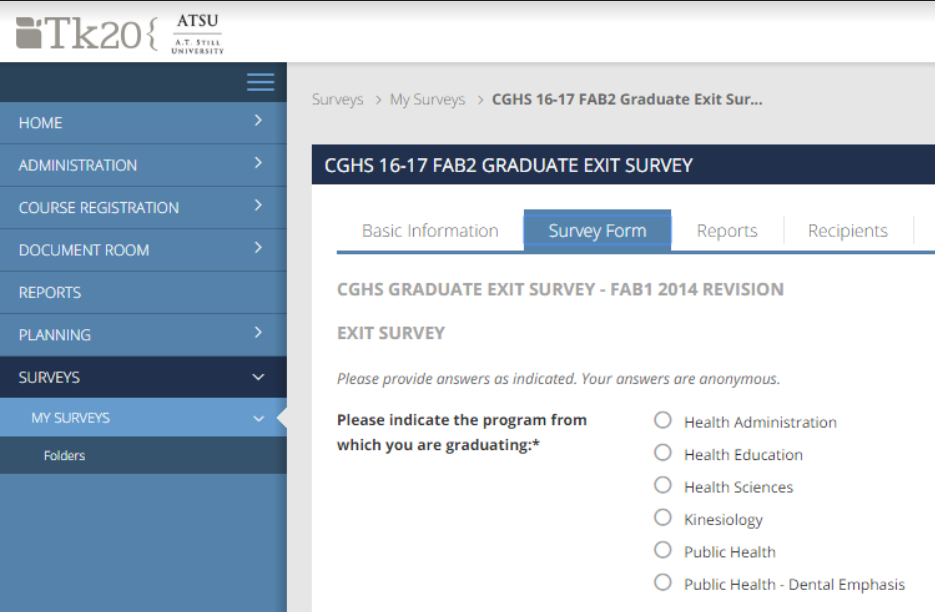 Tk20{
ATSU
A.T. STILL
UNIVERSITY
HOME
ADMINISTRATION
COURSE REGISTRATION
DOCUMENT ROOM
REPORTS
PLANNING
SURVEYS
MY SURVEYS
Folders
Surveys > My Surveys > CGHS 16-17 FAB2 Graduate Exit Sur...
CGHS 16-17 FAB2 GRADUATE EXIT SURVEY
Basic Information Survey Form Reports Recipients
CGHS GRADUATE EXIT SURVEY - FAB1 2014 REVISION
EXIT SURVEY
Please provide answers as indicated. Your answers are anonymous.
Please indicate the program from
which you are graduating:*
Health Administration
Health Education
Health Sciences
Kinesiology
Public Health
Public Health - Dental Emphasis